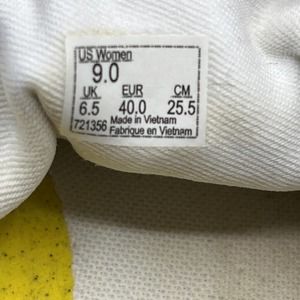 US Women
9.0
UK EUR CM
6.5 40.0 25.5
721356 Made in Vietnam
Fabrique en Vietnam